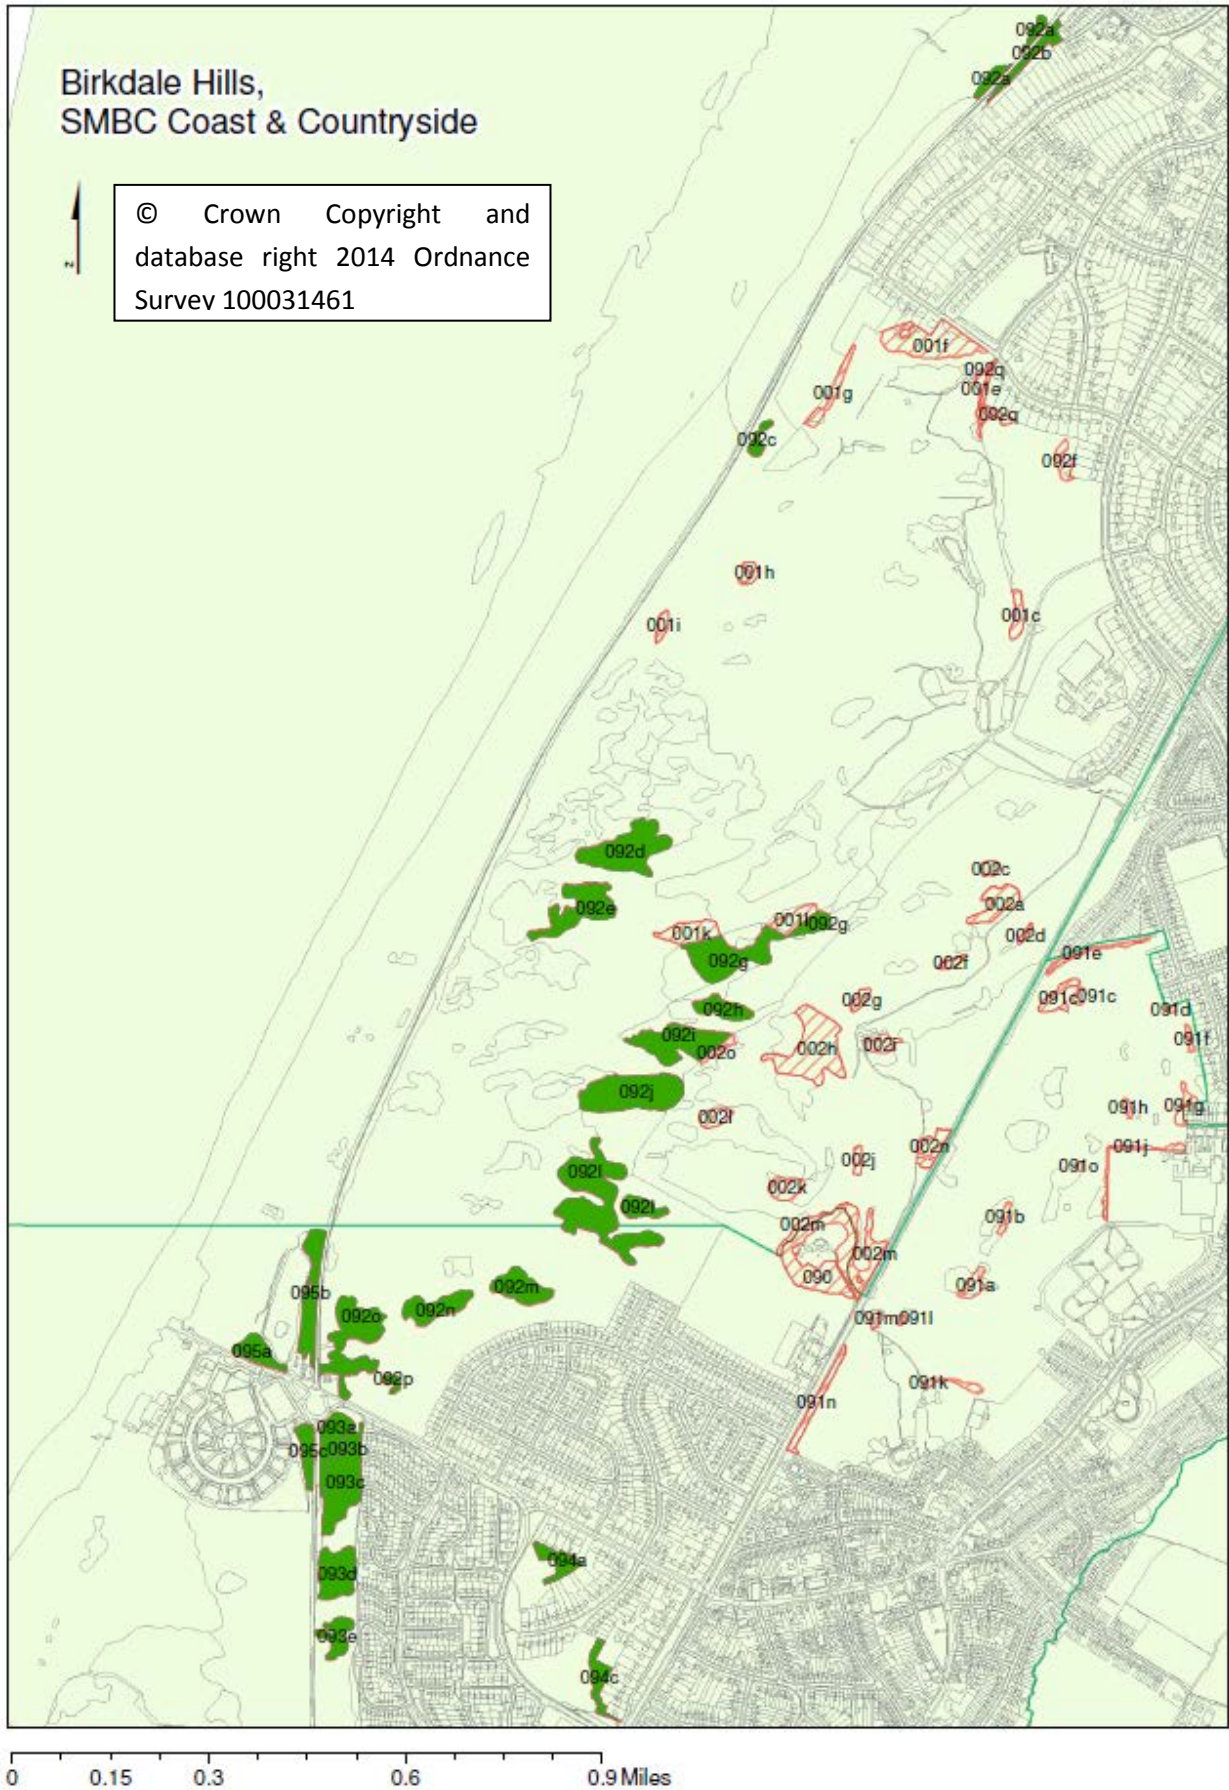 092a
092b
092a
Birkdale Hills,
SMBC Coast & Countryside
© Crown Copyright and
database right 2014 Ordnance
Survey 100031461
z
001f
092q
001e
001g
092q
092c
092f
001h
001c
001i
092d
002c
092e
002a
001l 092g
001k
002d
091e
092g
002f
091c 091c
002g
092h
091d
092i
091f
002h
002i
002o
092j
091h
091g
002l
091j
002n
002j
091o
092l
002k
092l
091b
002m
002m
090
091a
092m
095b
092n
092o
091m 091l
095a
092p
091k
091n
093a
095c 093b
093c
094a
093d
093e
094c
0 0.15 0.3 0.6 0.9 Miles